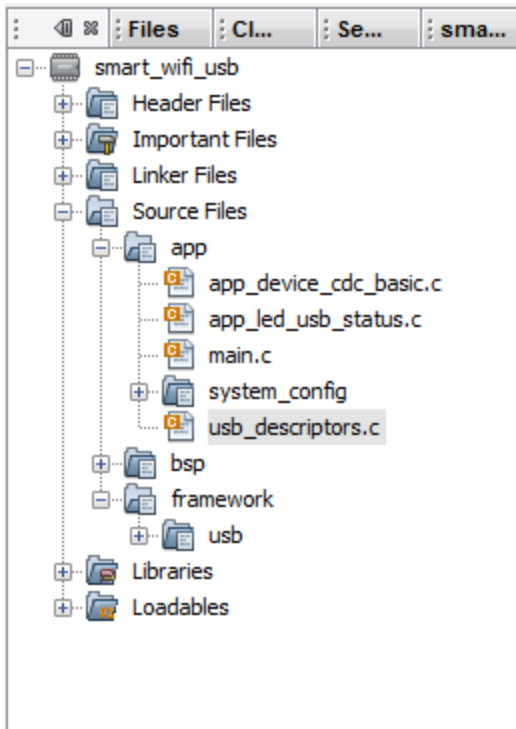 Files Cl... Se... sma...
smart_wifi_usb
Header Files
Important Files
Linker Files
Source Files
app
app_device_cdc_basic.c
app_led_usb_status.c
main.c
system_config
usb_descriptors.c
bsp
framework
usb
Libraries
Loadables